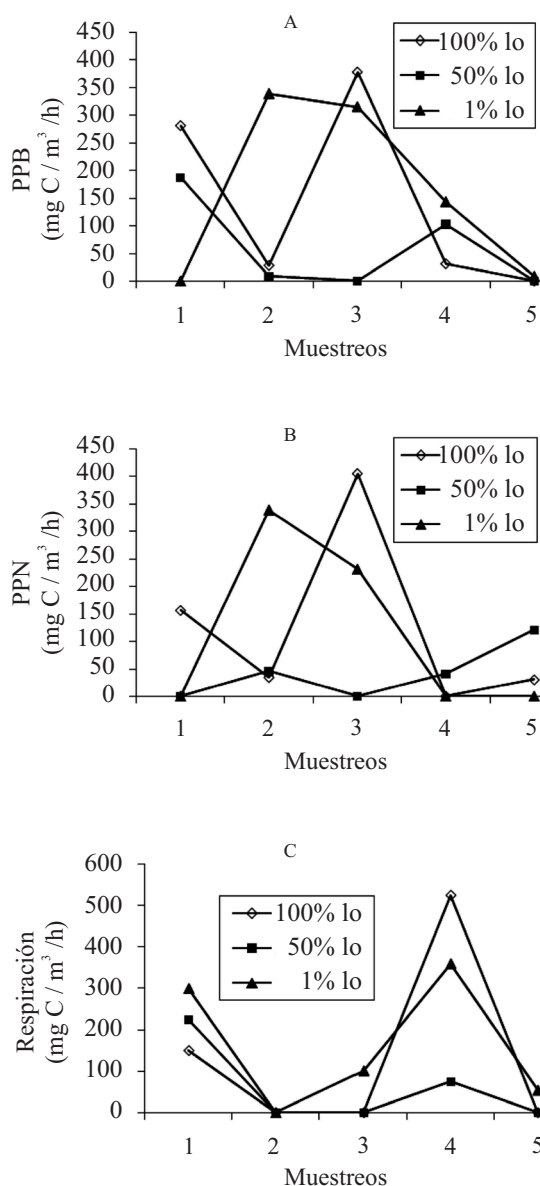 A
PPB
(mg C / m³ /h)
400
350
300
250
200
150
100
50
0
100% lo
50% lo
1% lo
1 2 3 4 5
Muestreos
B
PPN
(mg C / m³ /h)
450
400
350
300
250
200
150
100
50
0
100% lo
50% lo
1% lo
1 2 3 4 5
Muestreos
C
Respiración
(mg C / m³ /h)
600
500
400
300
200
100
0
100% lo
50% lo
1% lo
1 2 3 4 5
Muestreos